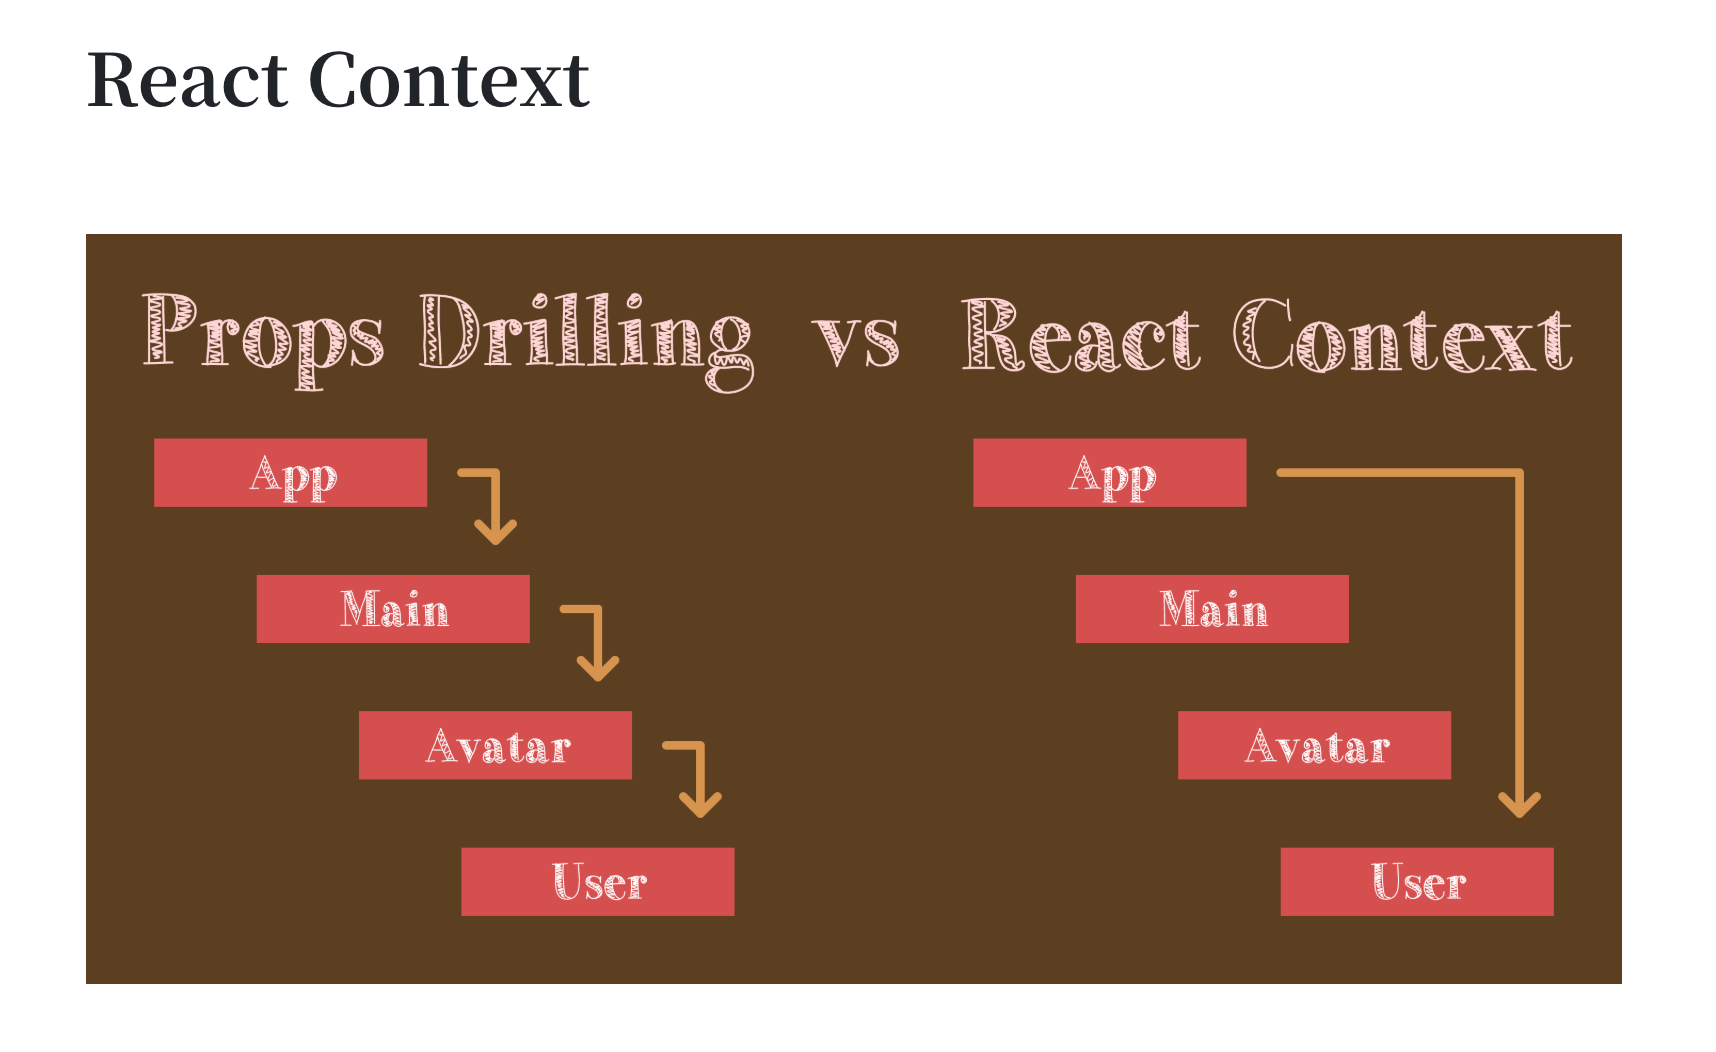 React Context
Props Drilling vs React Context
App
Main
Avatar
User
App
Main
Avatar
User